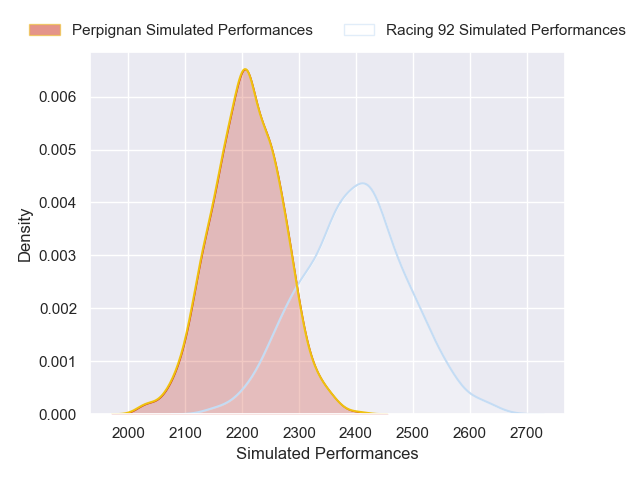 Perpignan Simulated Performances Racing 92 Simulated Performances
0.006
0.005
0.004
0.003
0.002
0.001
0.000
Density
2000 2100 2200 2300 2400 2500 2600 2700
Simulated Performances